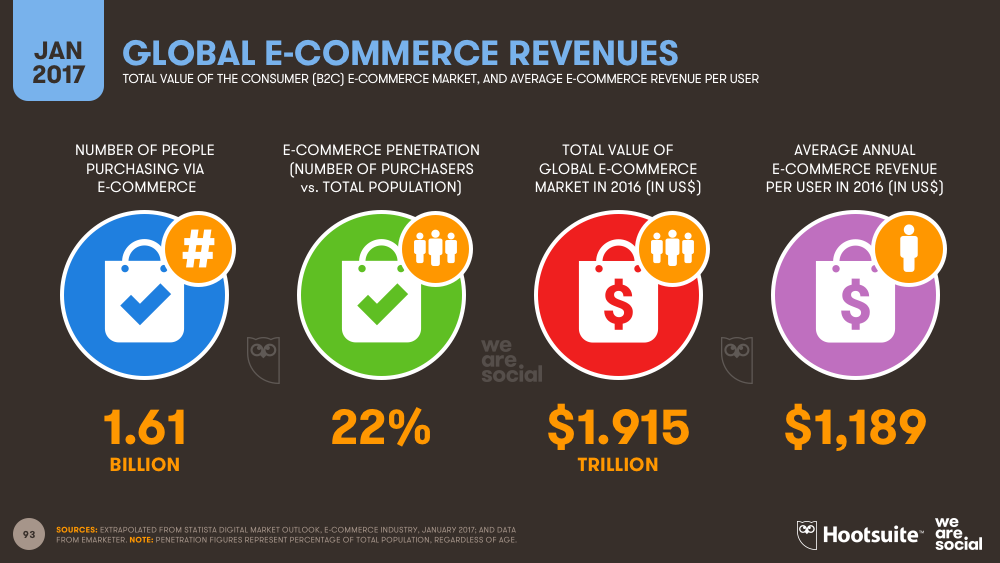 JAN
2017
GLOBAL E-COMMERCE REVENUES
TOTAL VALUE OF THE CONSUMER (B2C) E-COMMERCE MARKET, AND AVERAGE E-COMMERCE REVENUE PER USER
NUMBER OF PEOPLE
PURCHASING VIA
E-COMMERCE
#
1.61
BILLION
E-COMMERCE PENETRATION
(NUMBER OF PURCHASERS
vs. TOTAL POPULATION)
22%
TOTAL VALUE OF
GLOBAL E-COMMERCE
MARKET IN 2016 (IN US$)
$
$1.915
TRILLION
AVERAGE ANNUAL
E-COMMERCE REVENUE
PER USER IN 2016 (IN US$)
$
$1,189
we
are
social
93
SOURCES: EXTRAPOLATED FROM STATISTA DIGITAL MARKET OUTLOOK, E-COMMERCE INDUSTRY, JANUARY 2017; AND DATA
FROM EMARKETER. NOTE: PENETRATION FIGURES REPRESENT PERCENTAGE OF TOTAL POPULATION, REGARDLESS OF AGE.
Hootsuite™
we
are
social